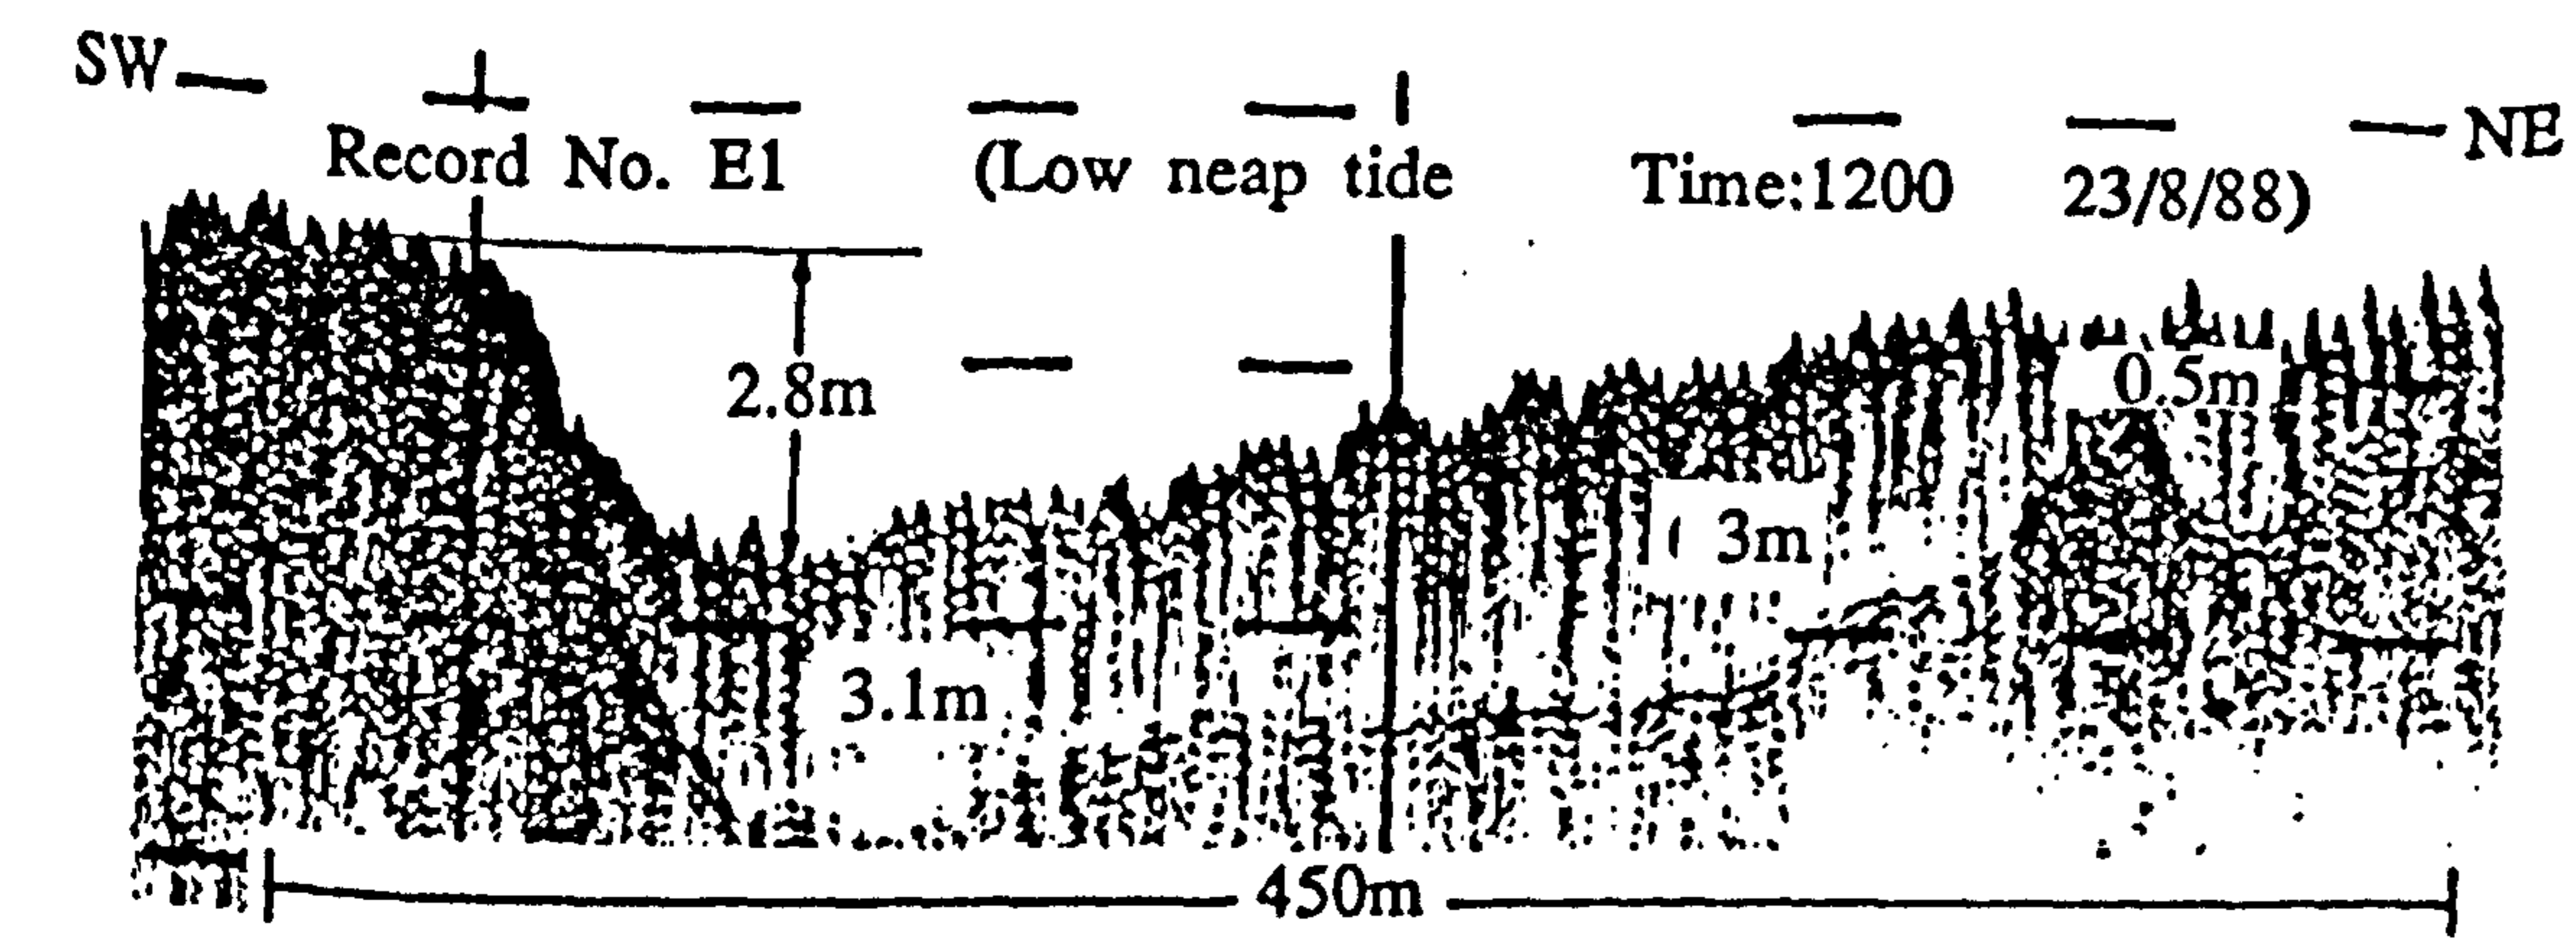 SW NE
Record No. E1 (Low neap tide Time:1200 23/8/88)
2.8m
0.5m
3m
3.1m
450m